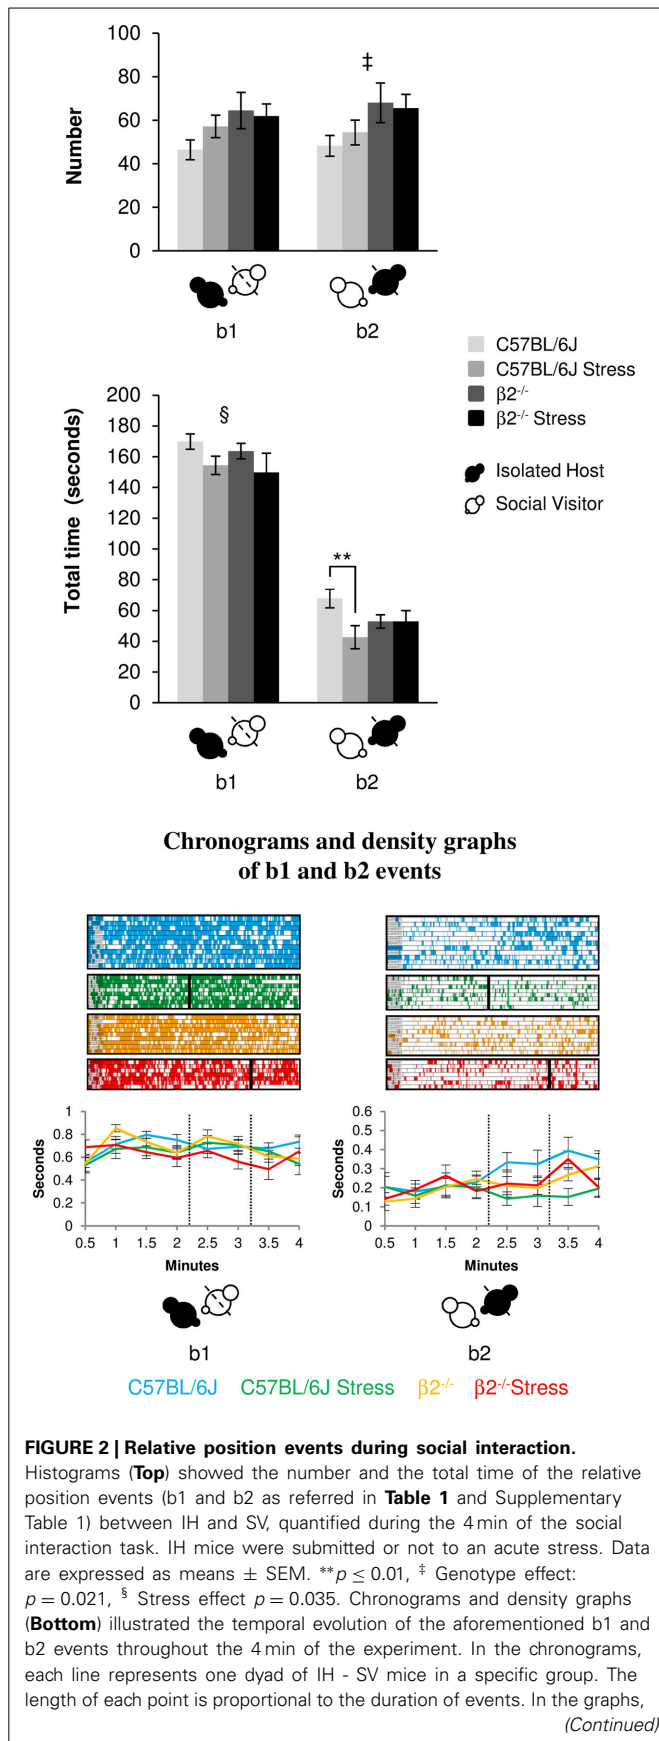 100
80
60
40
20
0
Number
‡
b1
b2
C57BL/6J
C57BL/6J Stress
β2-/-
β2-/- Stress
Isolated Host
Social Visitor
200
180
160
140
120
100
80
60
40
20
0
Total time (seconds)
§
**
b1
b2
Chronograms and density graphs
of b1 and b2 events
1
0.8
0.6
0.4
0.2
0
Seconds
0.5 1 1.5 2 2.5 3 3.5 4
Minutes
b1
0.6
0.5
0.4
0.3
0.2
0.1
0
Seconds
0.5 1 1.5 2 2.5 3 3.5 4
Minutes
b2
C57BL/6J C57BL/6J Stress β2-/- β2-/-Stress
FIGURE 2 | Relative position events during social interaction.
Histograms (Top) showed the number and the total time of the relative
position events (b1 and b2 as referred in Table 1 and Supplementary
Table 1) between IH and SV, quantified during the 4 min of the social
interaction task. IH mice were submitted or not to an acute stress. Data
are expressed as means ± SEM. **p ≤ 0.01, ‡ Genotype effect:
p = 0.021, § Stress effect p = 0.035. Chronograms and density graphs
(Bottom) illustrated the temporal evolution of the aforementioned b1 and
b2 events throughout the 4 min of the experiment. In the chronograms,
each line represents one dyad of IH - SV mice in a specific group. The
length of each point is proportional to the duration of events. In the graphs,
(Continued)